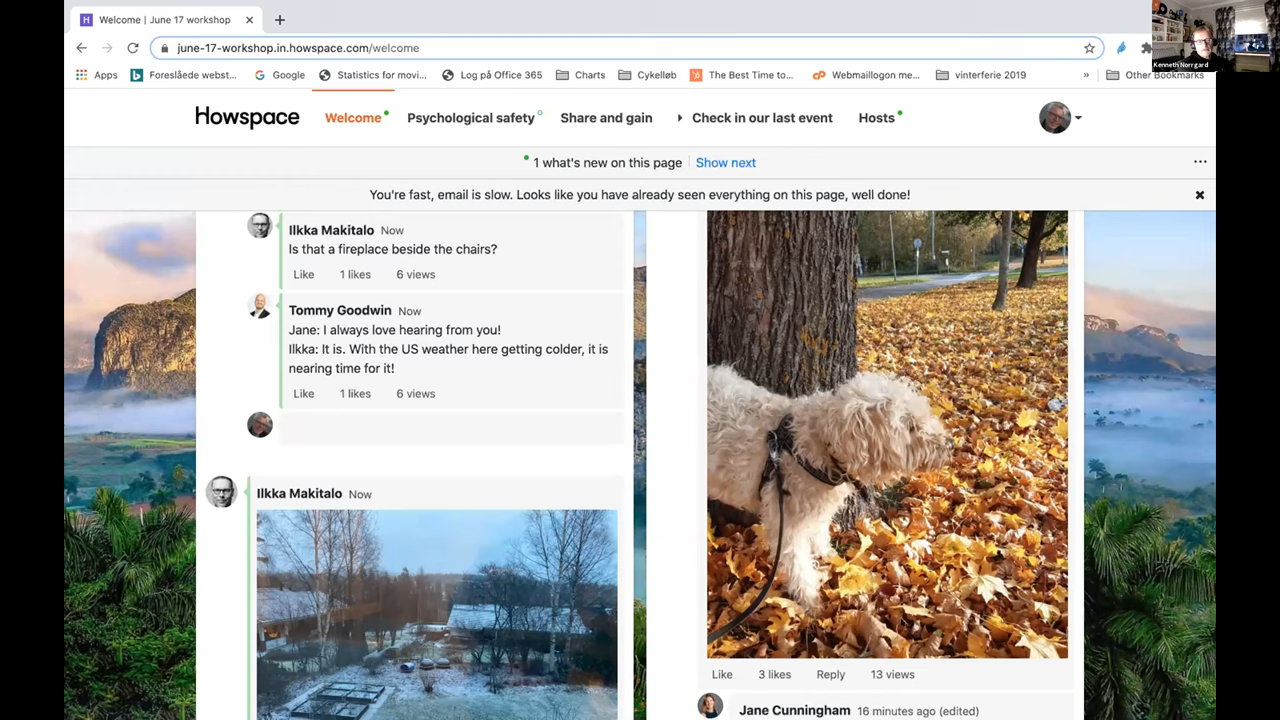 Welcome | June 17 workshop
june-17-workshop.in.howspace.com/welcome
Apps
Foreslåede webst...
Google
Statistics for movi...
Log på Office 365
Charts
Cykelløb
The Best Time to...
Webmaillogon me...
vinterferie 2019
»
Other Bookmarks
Kenneth Norrgard
Howspace
Welcome
Psychological safety
Share and gain
Check in our last event
Hosts
1 what's new on this page
Show next
You're fast, email is slow. Looks like you have already seen everything on this page, well done!
Ilkka Makitalo Now
Is that a fireplace beside the chairs?
Like 1 likes 6 views
Tommy Goodwin Now
Jane: I always love hearing from you!
Ilkka: It is. With the US weather here getting colder, it is
nearing time for it!
Like 1 likes 6 views
Ilkka Makitalo Now
Like 3 likes Reply 13 views
Jane Cunningham 16 minutes ago (edited)